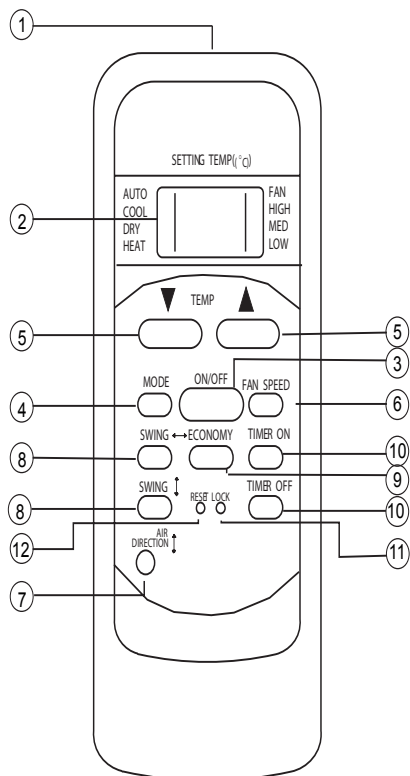 1
SETTING TEMP((°C)
AUTO
COOL
DRY
HEAT
FAN
HIGH
MED
LOW
2
TEMP
5
5
3
MODE
ON/OFF
FAN SPEED
4
6
SWING
ECONOMY
TIMER ON
8
10
9
SWING
RESET LOCK
TIMER OFF
8
10
12
11
AIR
DIRECTION
7